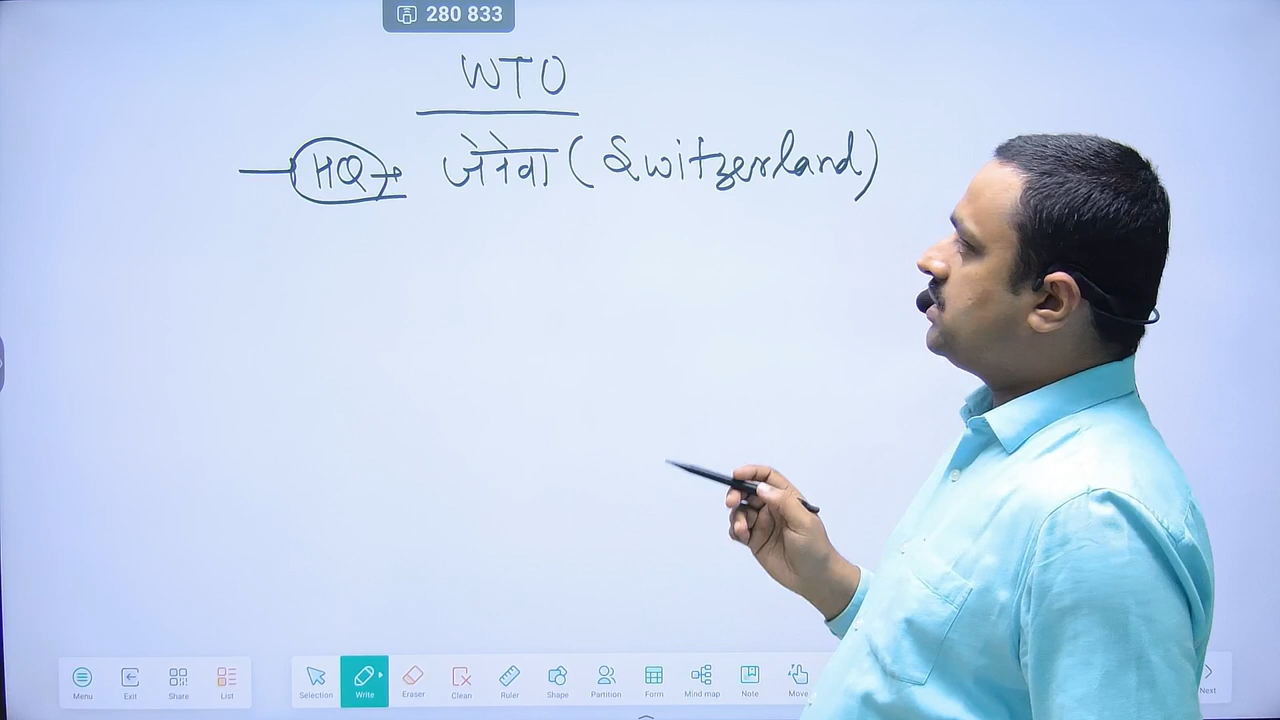 280 833
WTO
HQ → जेनेवा (Switzerland)
Menu Exit Share List Selection Write Eraser Clean Ruler Shape Partition Form Mind map Note Move Next